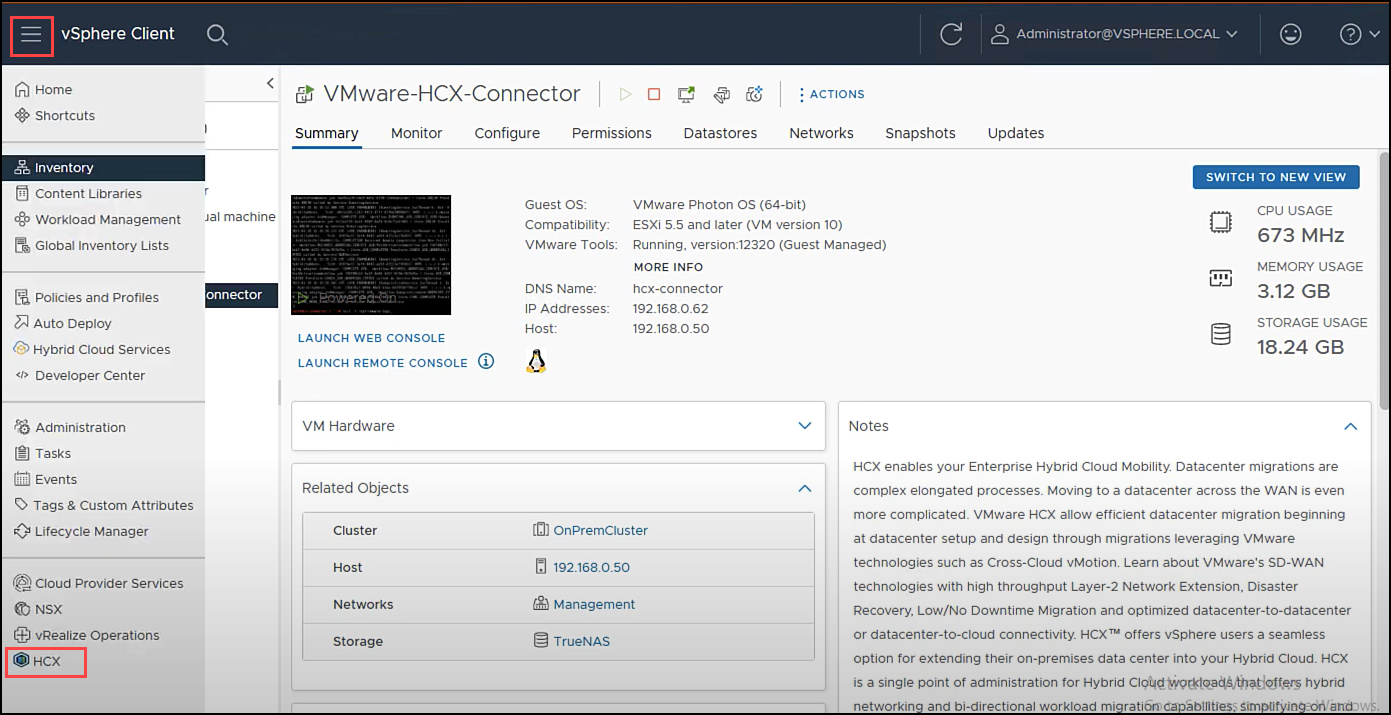 vSphere Client
Administrator@VSPHERE.LOCAL
Home
Shortcuts
Inventory
Content Libraries
Workload Management
Global Inventory Lists
Policies and Profiles
Auto Deploy
Hybrid Cloud Services
Developer Center
Administration
Tasks
Events
Tags & Custom Attributes
Lifecycle Manager
Cloud Provider Services
NSX
vRealize Operations
HCX
ual machine
onnector
VMware-HCX-Connector
ACTIONS
Summary Monitor Configure Permissions Datastores Networks Snapshots Updates
SWITCH TO NEW VIEW
Powered On
LAUNCH WEB CONSOLE
LAUNCH REMOTE CONSOLE
Guest OS: VMware Photon OS (64-bit)
Compatibility: ESXi 5.5 and later (VM version 10)
VMware Tools: Running, version:12320 (Guest Managed)
MORE INFO
DNS Name: hcx-connector
IP Addresses: 192.168.0.62
Host: 192.168.0.50
CPU USAGE
673 MHz
MEMORY USAGE
3.12 GB
STORAGE USAGE
18.24 GB
VM Hardware
Related Objects
Cluster OnPremCluster
Host 192.168.0.50
Networks Management
Storage TrueNAS
Notes
HCX enables your Enterprise Hybrid Cloud Mobility. Datacenter migrations are
complex elongated processes. Moving to a datacenter across the WAN is even
more complicated. VMware HCX allow efficient datacenter migration beginning
at datacenter setup and design through migrations leveraging VMware
technologies such as Cross-Cloud vMotion. Learn about VMware's SD-WAN
technologies with high throughput Layer-2 Network Extension, Disaster
Recovery, Low/No Downtime Migration and optimized datacenter-to-datacenter
or datacenter-to-cloud connectivity. HCX™ offers vSphere users a seamless
option for extending their on-premises data center into your Hybrid Cloud. HCX
is a single point of administration for Hybrid Cloud workloads that offers hybrid
networking and bi-directional workload migration capabilities, simplifying on and
Activate Windows
Go to Settings to activate Windows.